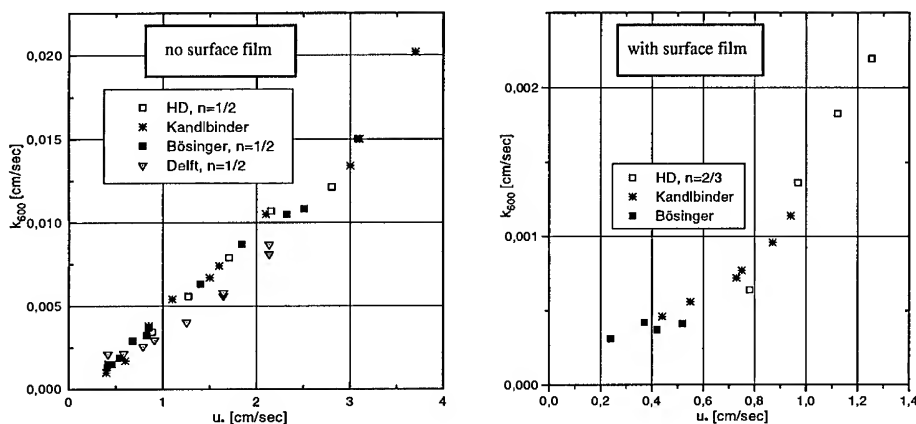 no surface film
HD, n=1/2
Kandlbinder
Bösinger, n=1/2
Delft, n=1/2
k600 [cm/sec]
0,020
0,015
0,010
0,005
0,000
0 1 2 3 4
u* [cm/sec]
with surface film
HD, n=2/3
Kandlbinder
Bösinger
k600 [cm/sec]
0,002
0,001
0,000
0,0 0,2 0,4 0,6 0,8 1,0 1,2 1,4
u* [cm/sec]